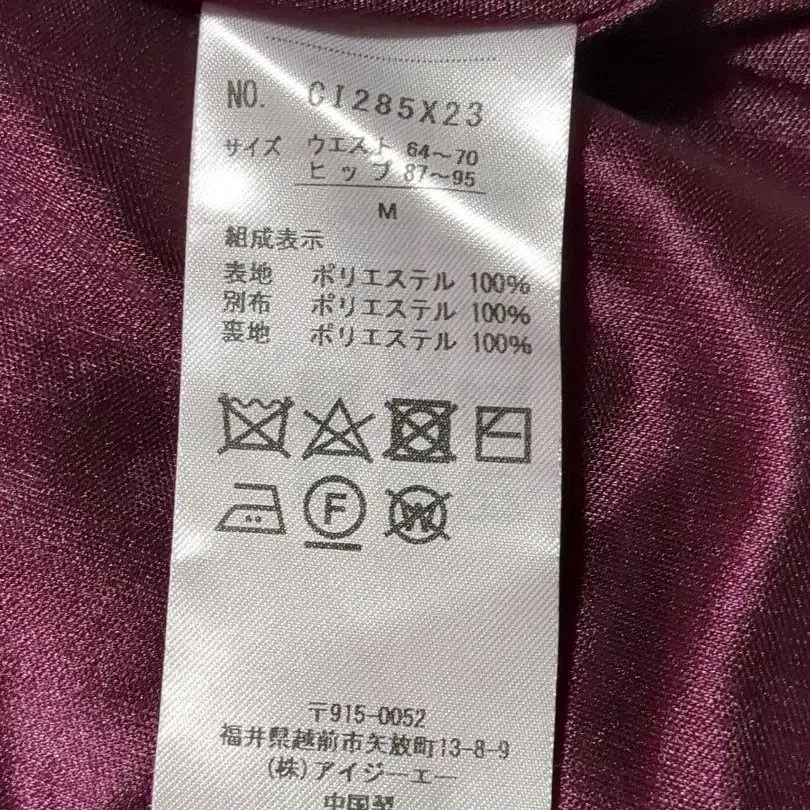 NO. CI285X23
サイズ ウエスト 64〜70
ヒップ 87〜95
M
組成表示
表地 ポリエステル 100%
別布 ポリエステル 100%
裏地 ポリエステル 100%
F
W
〒915-0052
福井県越前市矢放町13-8-9
(株)アイジーエー
中国製